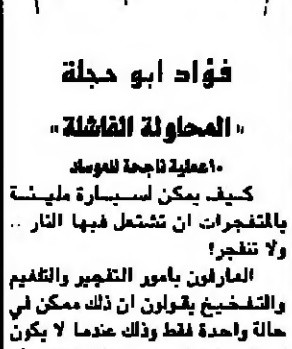 فؤاد ابو حجلة
« المحاولة الفاشلة »
عملية ناجحة للموساد
كيف يمكن لسيارة مليئة
بالمتفجرات ان تشتعل فيها النار ..
ولا تنفجر؟
العارفون بامور التفجير والتلغيم
والتفخيخ يقولون ان ذلك ممكن في
حالة واحدة فقط وذلك عندما لا يكون